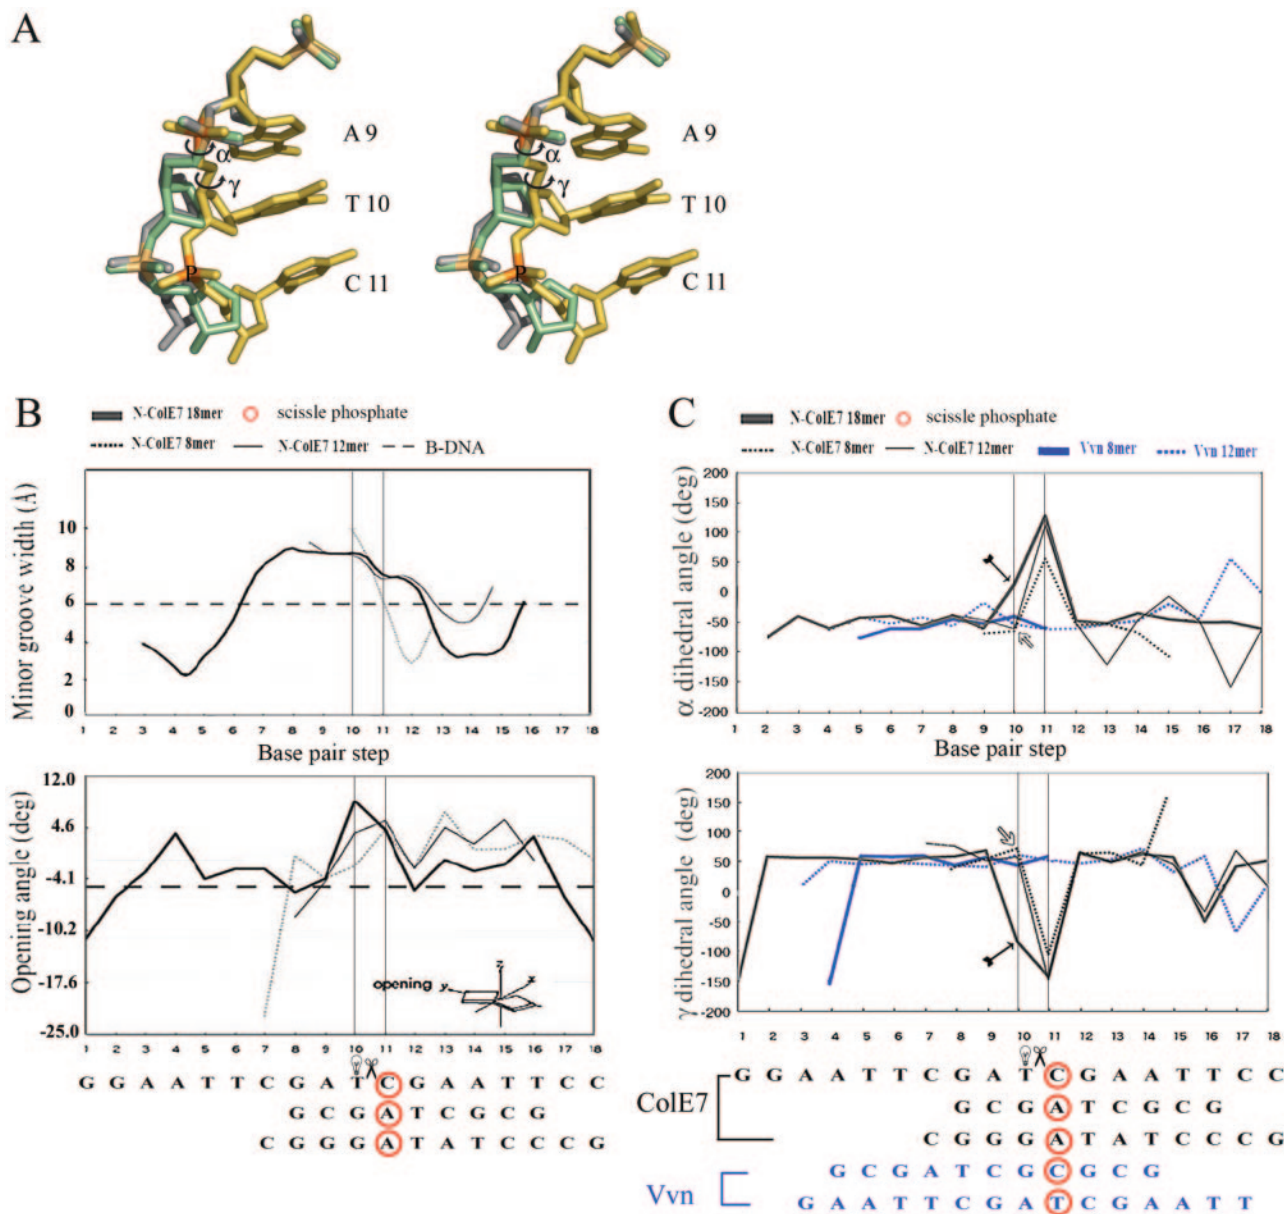 A
A 9
α
γ
T 10
P
C 11
A 9
α
γ
T 10
P
C 11
B
N-ColE7 18mer scissle phosphate
N-ColE7 8mer N-ColE7 12mer B-DNA
Minor groove width (A)
10
8
6
4
2
0
1 2 3 4 5 6 7 8 9 10 11 12 13 14 15 16 17 18
Base pair step
Opening angle (deg)
12.0
4.6
-4.1
-10.2
-17.6
-25.0
opening y z x
1 2 3 4 5 6 7 8 9 10 11 12 13 14 15 16 17 18
G G A A T T C G A T C G A A T T C C
G C G A T C G C G
C G G G A T A T C C C G
C
N-ColE7 18mer scissle phosphate
N-ColE7 8mer N-ColE7 12mer Vvn 8mer Vvn 12mer
α dihedral angle (deg)
200
150
100
50
0
-50
-100
-150
-200
1 2 3 4 5 6 7 8 9 10 11 12 13 14 15 16 17 18
Base pair step
γ dihedral angle (deg)
200
150
100
50
0
-50
-100
-150
-200
1 2 3 4 5 6 7 8 9 10 11 12 13 14 15 16 17 18
ColE7
G G A A T T C G A T C G A A T T C C
G C G A T C G C G
C G G G A T A T C C C G
Vvn
G C G A T C G C G C G
G A A T T C G A T C G A A T T